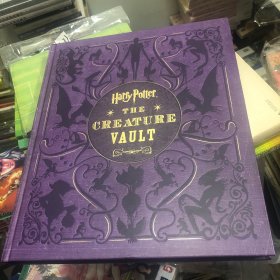 Harry Potter
THE
CREATURE
VAULT